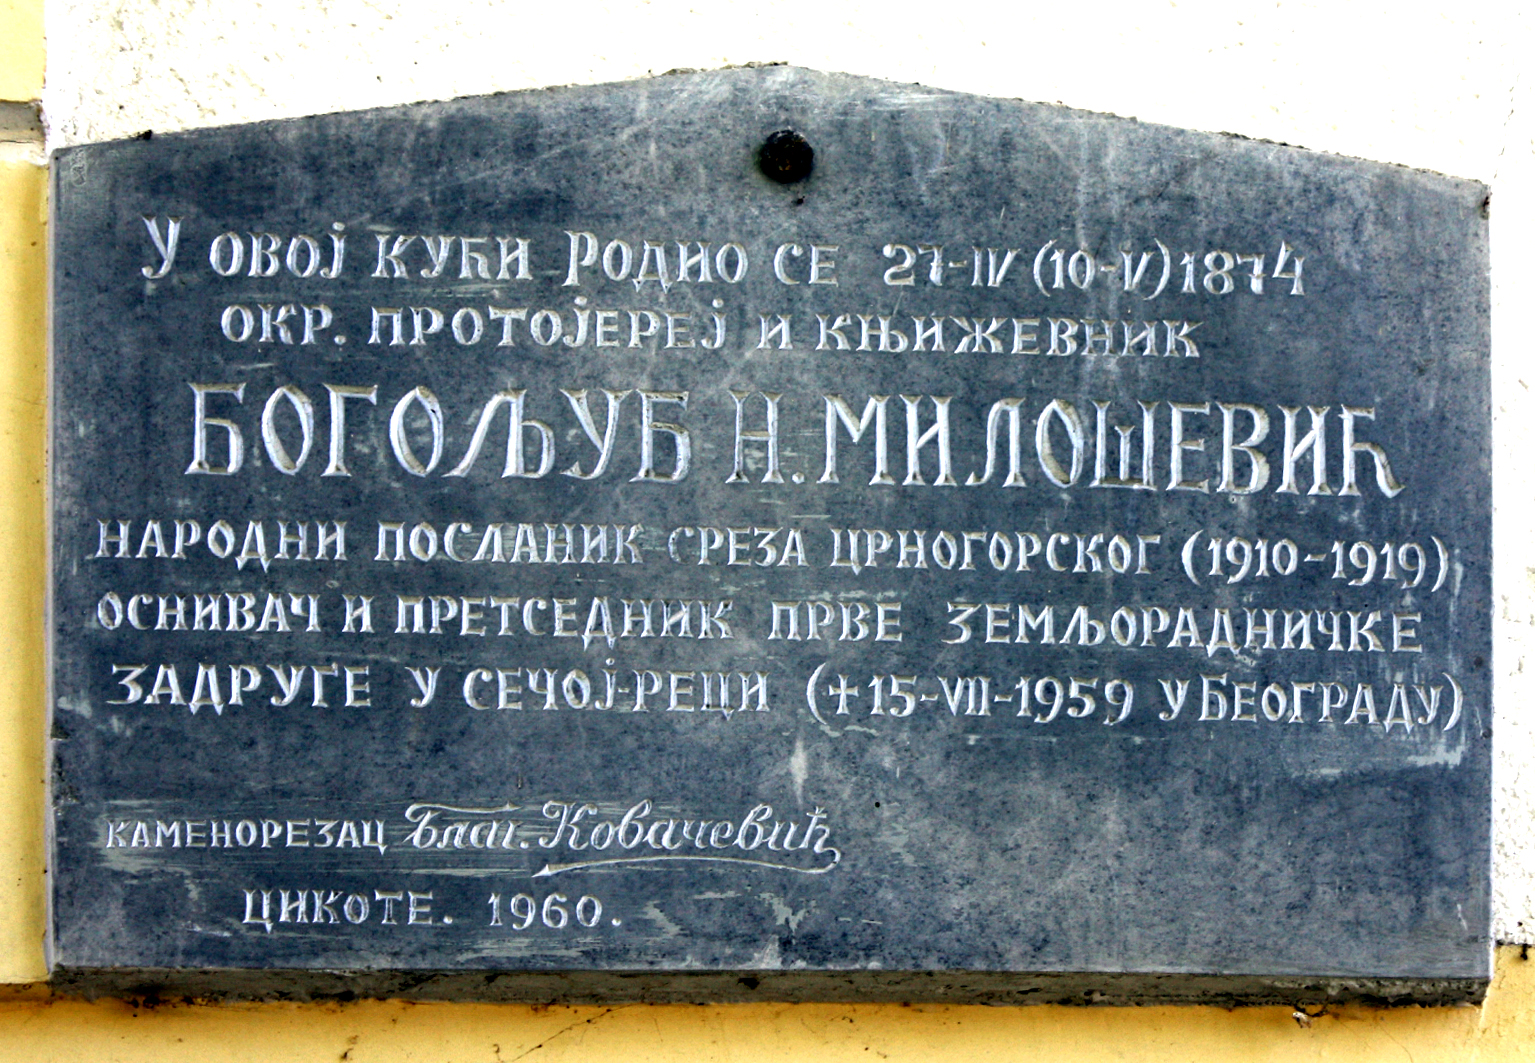 У ОВОЈ КУЋИ РОДИО СЕ 27-IV (10-V) 1874
ОКР. ПРОТОЈЕРЕЈ И КЊИЖЕВНИК
БОГОЉУБ Н. МИЛОШЕВИЋ
НАРОДНИ ПОСЛАНИК СРЕЗА ЦРНОГОРСКОГ (1910-1919)
ОСНИВАЧ И ПРЕТСЕДНИК ПРВЕ ЗЕМЉОРАДНИЧКЕ
ЗАДРУГЕ У СЕЧОЈ-РЕЦИ (+15-VII-1959 У БЕОГРАДУ)
КАМЕНОРЕЗАЦ Благ. Ковачевић
ЦИКОТЕ. 1960.